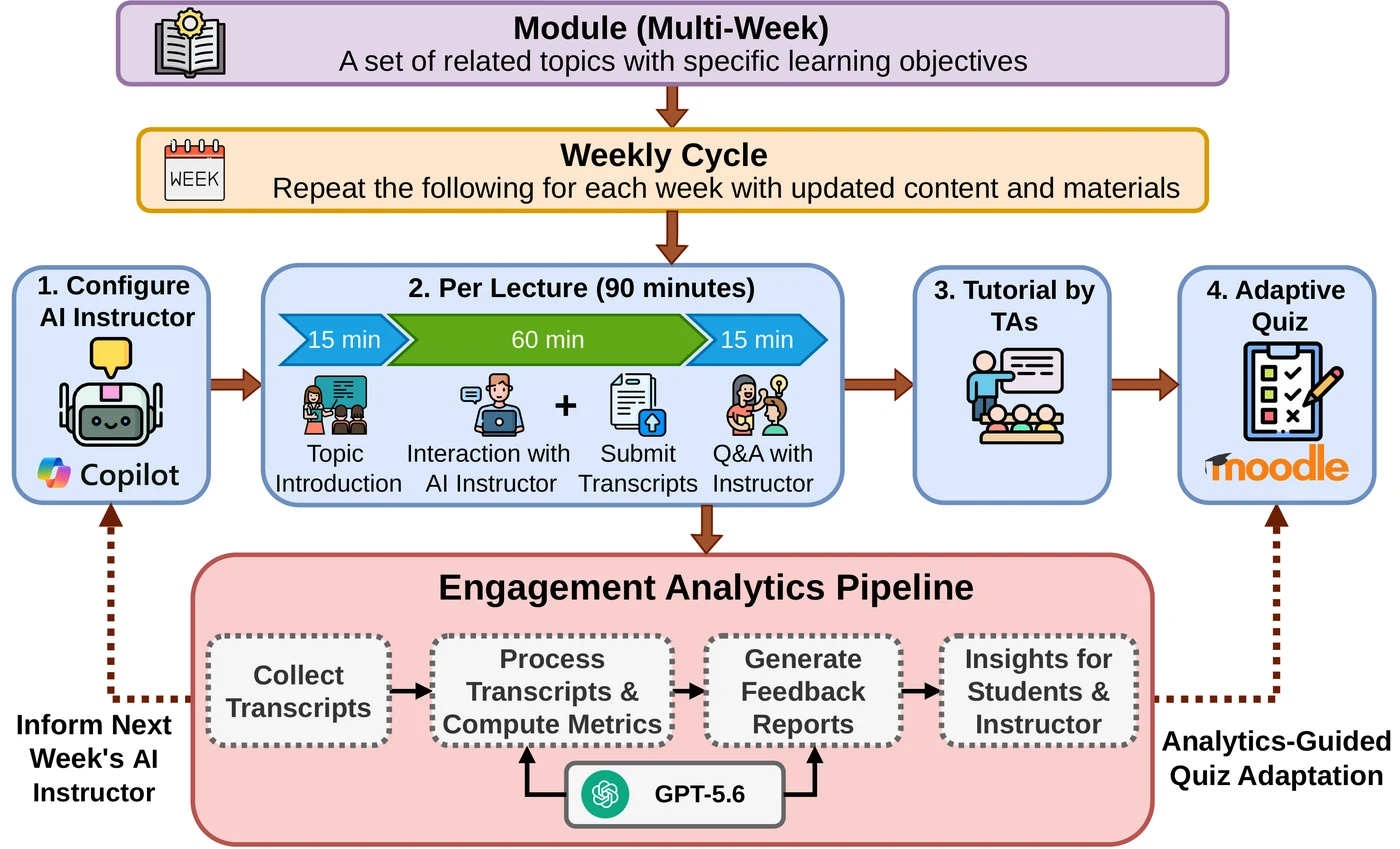 Module (Multi-Week)
A set of related topics with specific learning objectives
WEEK
Weekly Cycle
Repeat the following for each week with updated content and materials
1. Configure
AI Instructor
Copilot
2. Per Lecture (90 minutes)
15 min
60 min
15 min
Topic
Introduction
Interaction with
AI Instructor
+
Submit
Transcripts
Q&A with
Instructor
3. Tutorial by
TAs
4. Adaptive
Quiz
moodle
Engagement Analytics Pipeline
Collect
Transcripts
Process
Transcripts &
Compute Metrics
Generate
Feedback
Reports
Insights for
Students &
Instructor
GPT-5.6
Inform Next
Week's AI
Instructor
Analytics-Guided
Quiz Adaptation